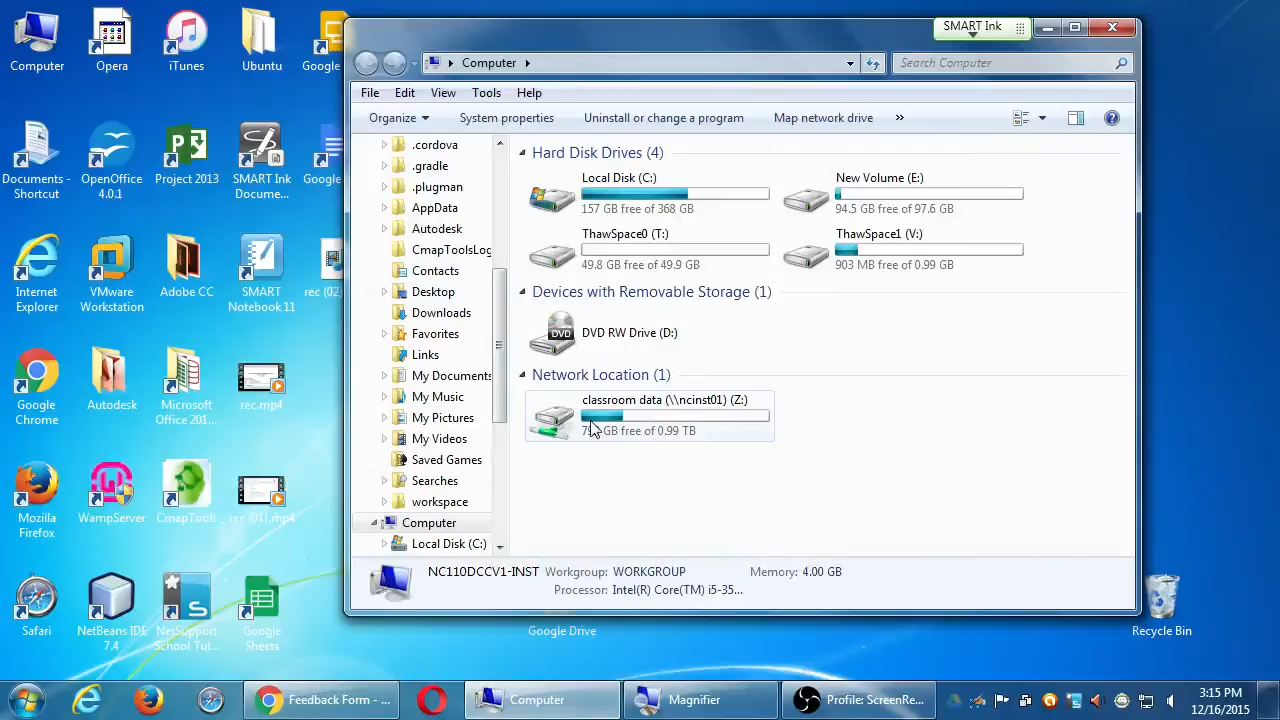 Computer
Opera
iTunes
Ubuntu
Google
Documents -
Shortcut
OpenOffice
4.0.1
Project 2013
SMART Ink
Docume...
Google
Internet
Explorer
VMware
Workstation
Adobe CC
SMART
Notebook 11
rec (02)
Google
Chrome
Autodesk
Microsoft
Office 201...
rec.mp4
Mozilla
Firefox
WampServer
CmapTools
rec (01).mp4
Safari
NetBeans IDE
7.4
NetSupport
School Tut...
Google
Sheets
Google Drive
Recycle Bin
SMART Ink
Computer
Search Computer
File Edit View Tools Help
Organize System properties Uninstall or change a program Map network drive »
.cordova
.gradle
.plugman
AppData
Autodesk
CmapToolsLog
Contacts
Desktop
Downloads
Favorites
Links
My Documents
My Music
My Pictures
My Videos
Saved Games
Searches
workspace
Computer
Local Disk (C:)
Hard Disk Drives (4)
Local Disk (C:)
157 GB free of 368 GB
New Volume (E:)
94.5 GB free of 97.6 GB
ThawSpace0 (T:)
49.8 GB free of 49.9 GB
ThawSpace1 (V:)
903 MB free of 0.99 GB
Devices with Removable Storage (1)
DVD
DVD RW Drive (D:)
Network Location (1)
classroom data (\\ncinst01) (Z:)
GB free of 0.99 TB
NC110DCCV1-INST Workgroup: WORKGROUP Memory: 4.00 GB
Processor: Intel(R) Core(TM) i5-35...
Feedback Form - ...
Computer
Magnifier
Profile: ScreenRe...
3:15 PM
12/16/2015